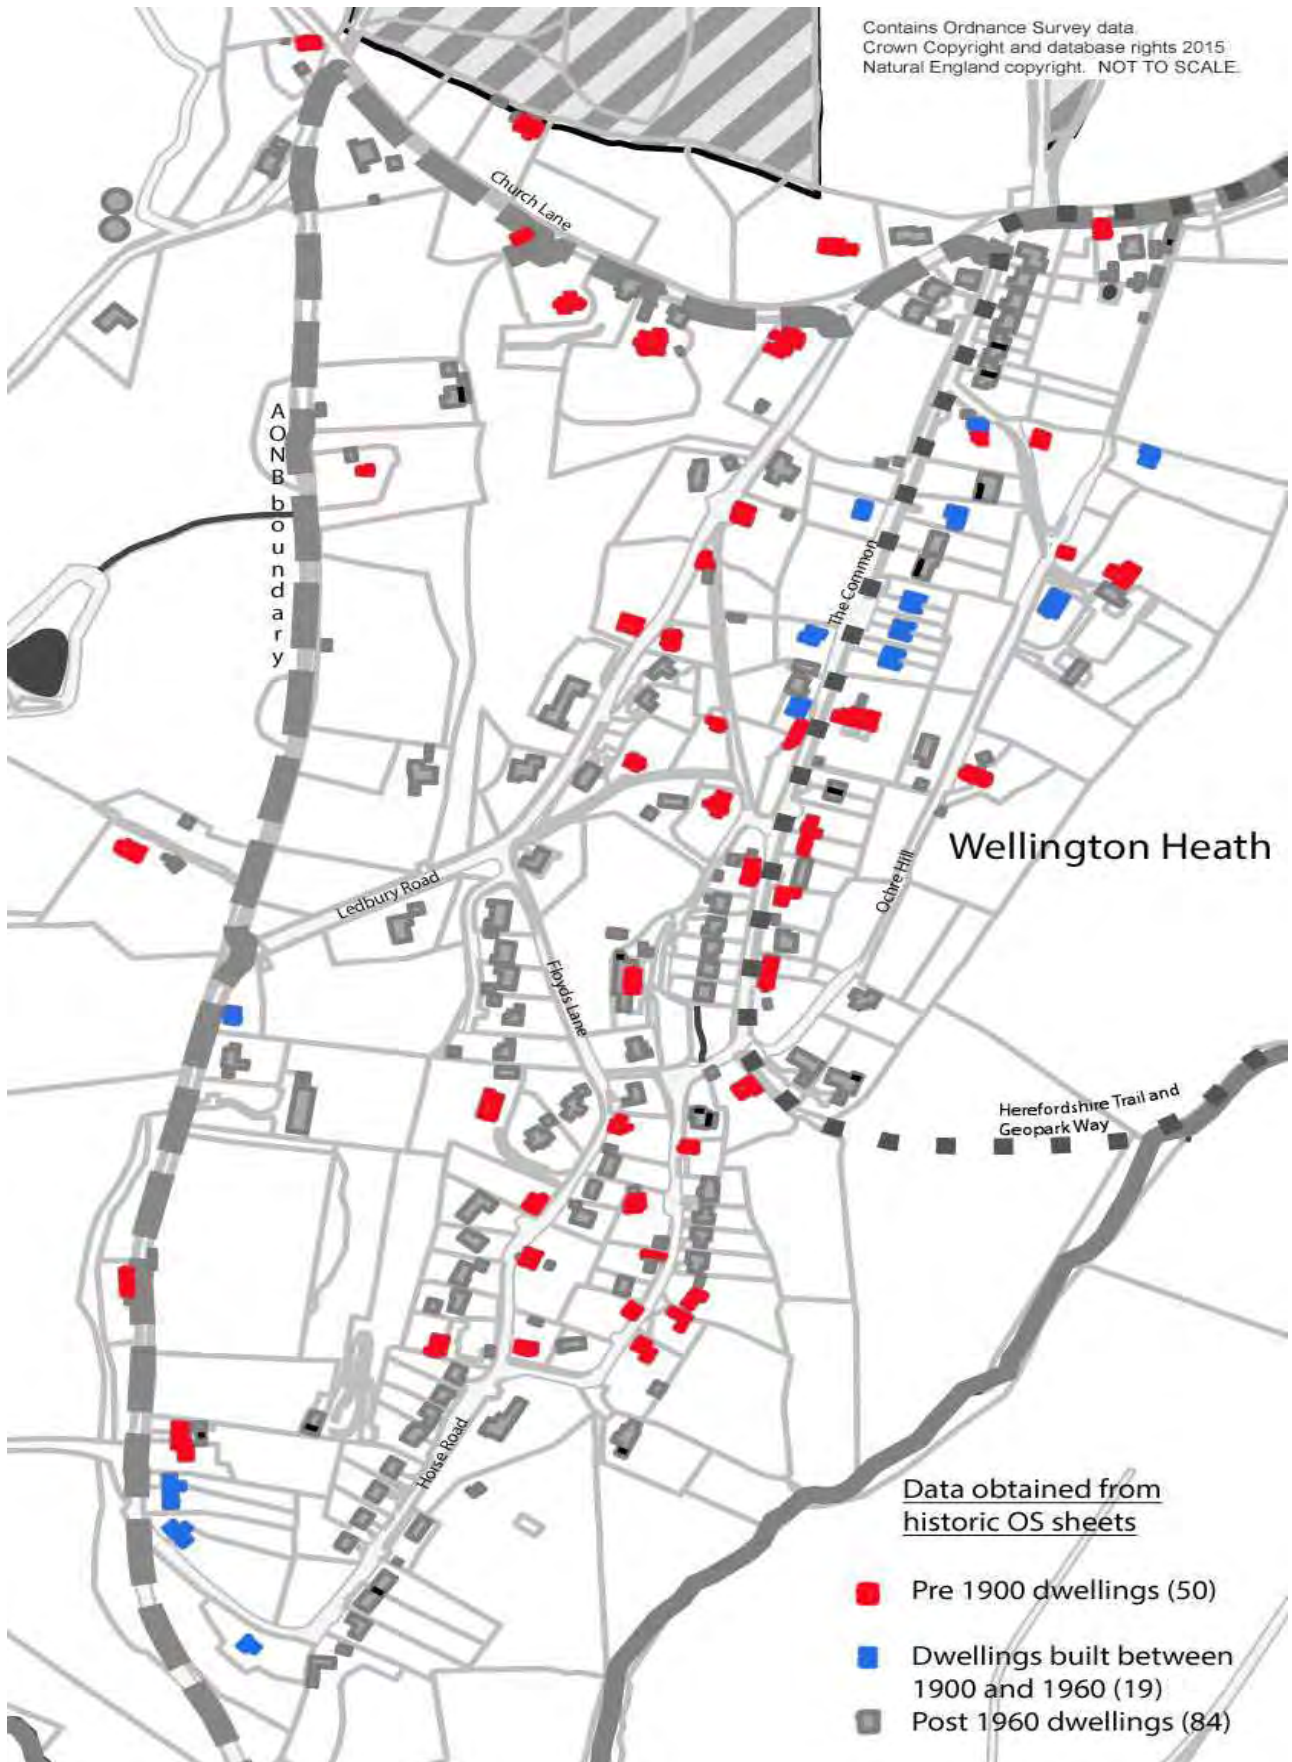 Contains Ordnance Survey data.
Crown Copyright and database rights 2015
Natural England copyright.  NOT TO SCALE.
Church Lane
AONB boundary
The Common
Wellington Heath
Ochre Hill
Ledbury Road
Floyds Lane
Herefordshire Trail and
Geopark Way
Horse Road
Data obtained from
historic OS sheets
Pre 1900 dwellings (50)
Dwellings built between
1900 and 1960 (19)
Post 1960 dwellings (84)